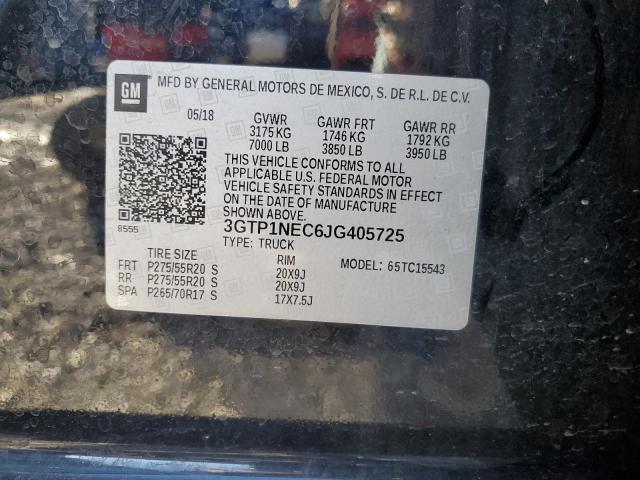 GM
MFD BY GENERAL MOTORS DE MEXICO, S. DE R.L. DE C.V.
05/18 GVWR GAWR FRT GAWR RR
3175 KG 1746 KG 1792 KG
7000 LB 3850 LB 3950 LB
THIS VEHICLE CONFORMS TO ALL
APPLICABLE U.S. FEDERAL MOTOR
VEHICLE SAFETY STANDARDS IN EFFECT
ON THE DATE OF MANUFACTURE
SHOWN ABOVE.
8555
3GTP1NEC6JG405725
TYPE: TRUCK
TIRE SIZE RIM MODEL: 65TC15543
FRT P275/55R20 S 20X9J
RR P275/55R20 S 20X9J
SPA P265/70R17 S 17X7.5J